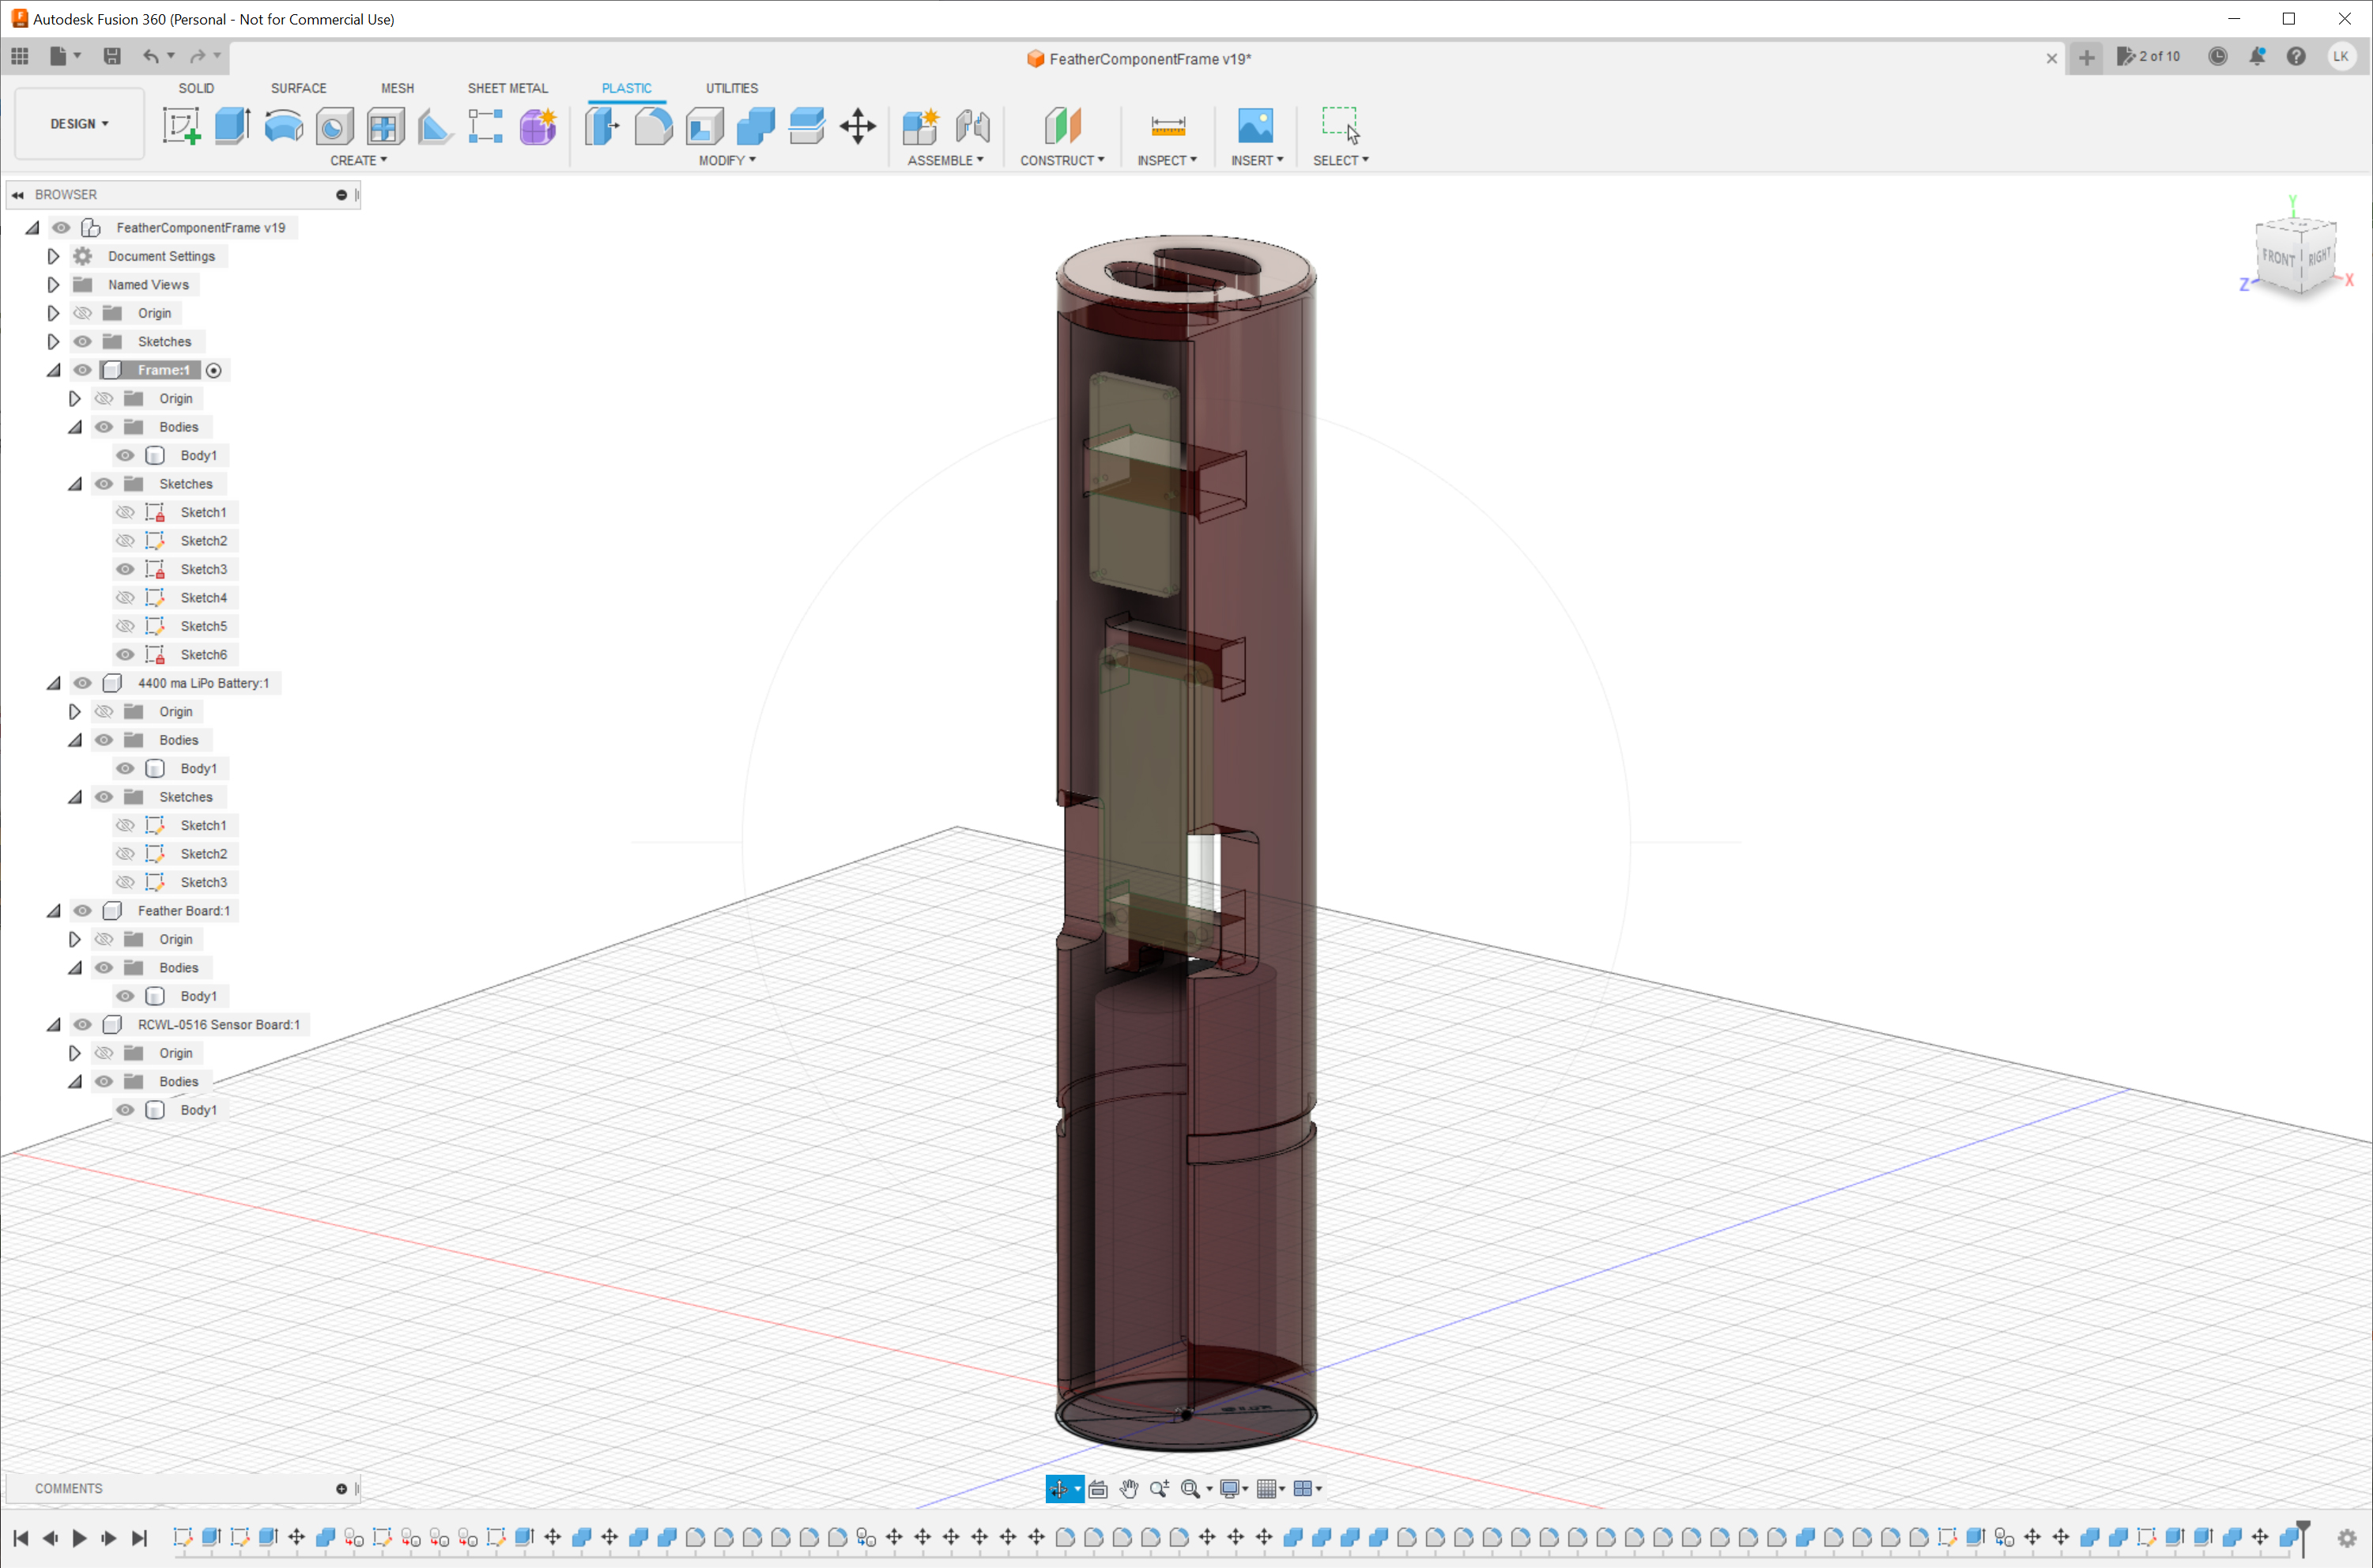 Autodesk Fusion 360 (Personal - Not for Commercial Use)
FeatherComponentFrame v19*
2 of 10
LK
SOLID
SURFACE
MESH
SHEET METAL
PLASTIC
UTILITIES
DESIGN
CREATE
MODIFY
ASSEMBLE
CONSTRUCT
INSPECT
INSERT
SELECT
BROWSER
FeatherComponentFrame v19
Document Settings
Named Views
Origin
Sketches
Frame:1
Origin
Bodies
Body1
Sketches
Sketch1
Sketch2
Sketch3
Sketch4
Sketch5
Sketch6
4400 ma LiPo Battery:1
Origin
Bodies
Body1
Sketches
Sketch1
Sketch2
Sketch3
Feather Board:1
Origin
Bodies
Body1
RCWL-0516 Sensor Board:1
Origin
Bodies
Body1
Y
FRONT
RIGHT
Z
X
COMMENTS